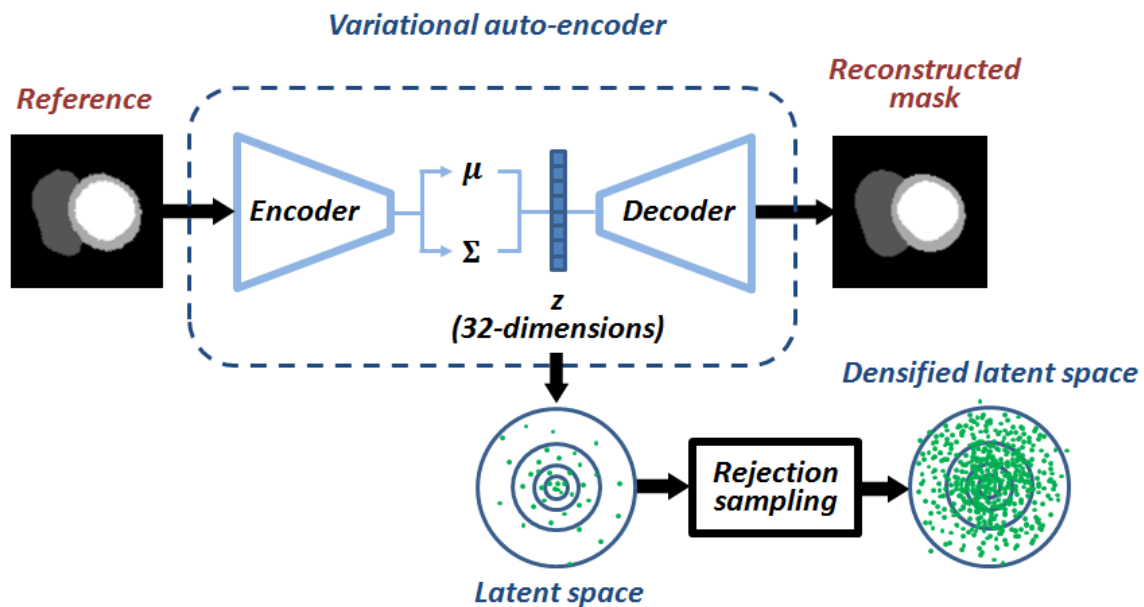 Variational auto-encoder
Reference
Reconstructed
mask
Encoder
μ
Σ
Decoder
z
(32-dimensions)
Densified latent space
Rejection
sampling
Latent space